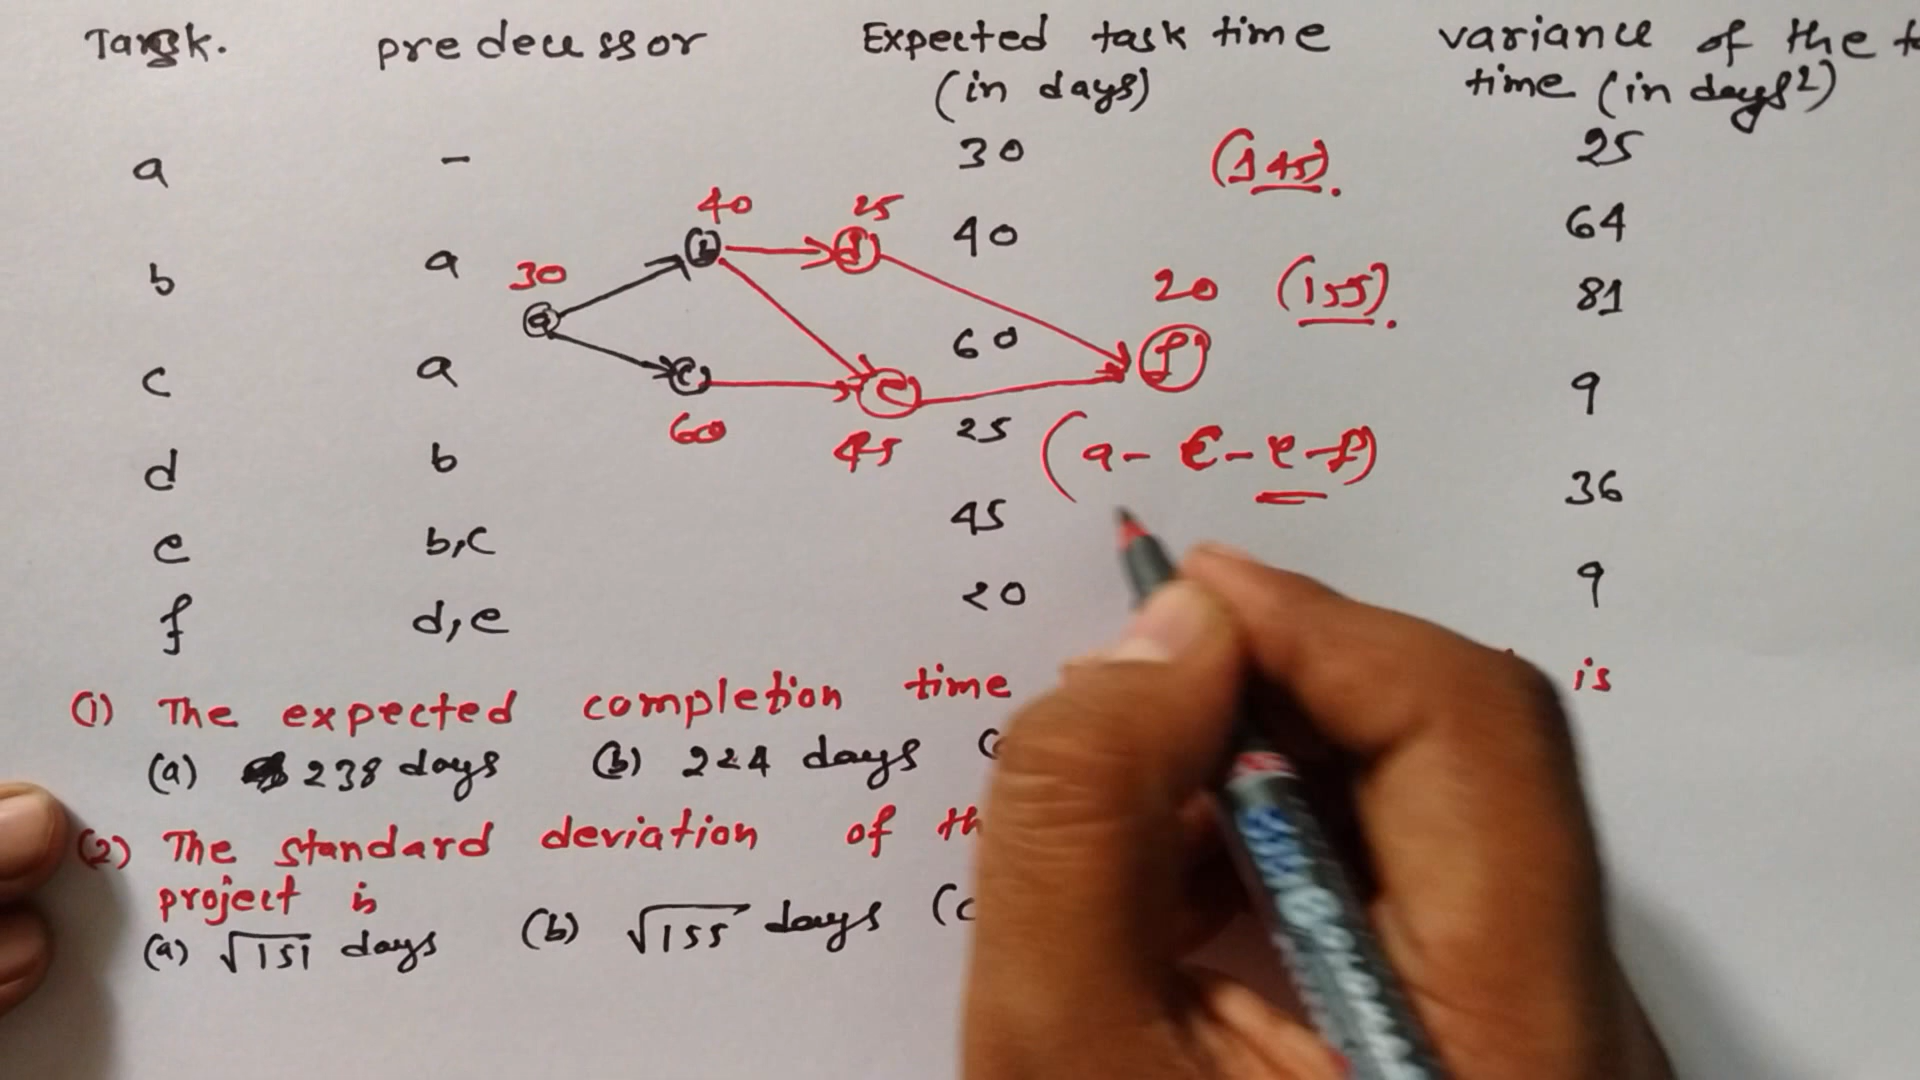 Task. predecessor Expected task time variance of the
(in days) time (in days²)
a - 30 (145). 25
40 25
b a 30 b d 40 64
20 (155).
a 60 f 81
c a c e
60 45 25 (a-c-e-f) 9
d b
45 36
e b,c
f d,e 20 9
(1) The expected completion time is
(a) 238 days (b) 224 days (
(2) The standard deviation of th
project is
(a) √151 days (b) √155 days (c